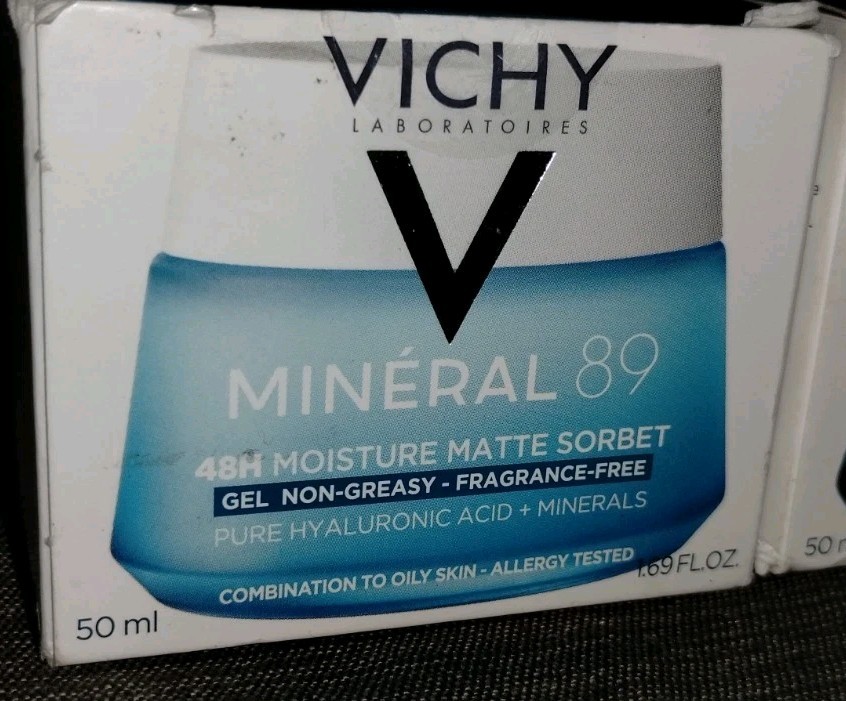 VICHY
LABORATOIRES
V
MINÉRAL 89
48H MOISTURE MATTE SORBET
GEL NON-GREASY - FRAGRANCE-FREE
PURE HYALURONIC ACID + MINERALS
COMBINATION TO OILY SKIN - ALLERGY TESTED
50 ml
1.69 FL.OZ.
50